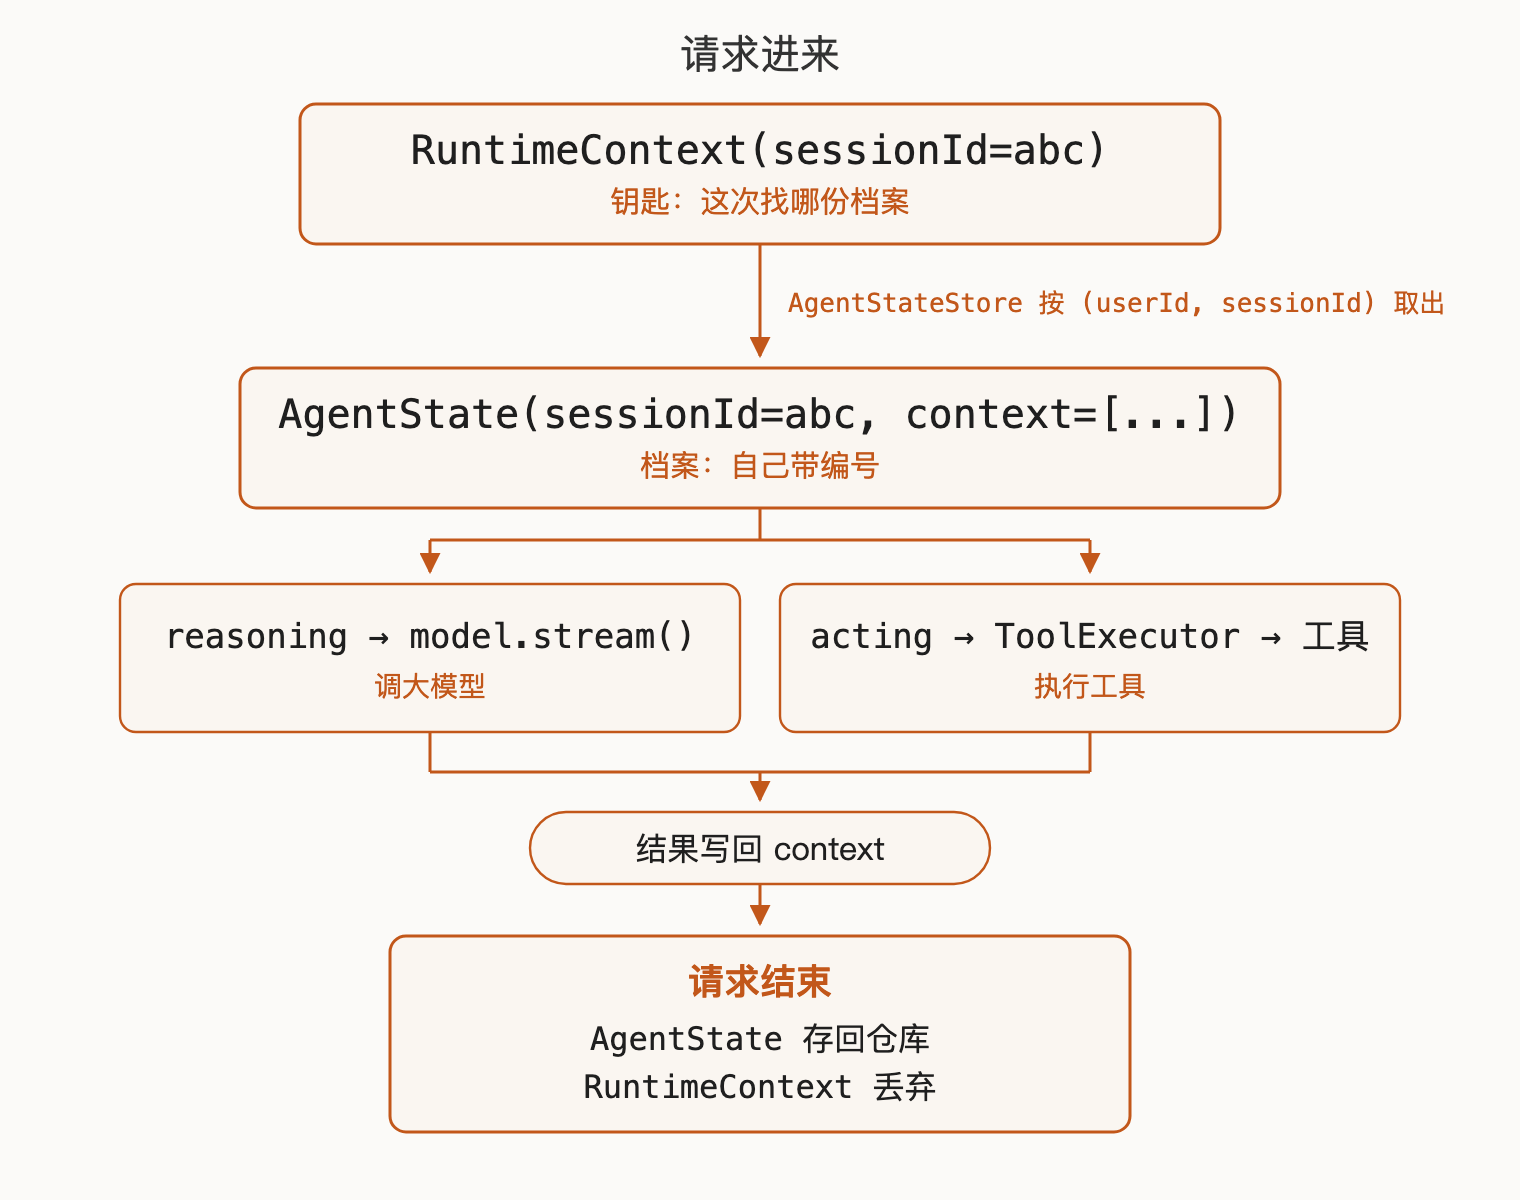 请求进来
RuntimeContext(sessionId=abc)
钥匙：这次找哪份档案
AgentStateStore 按 (userId, sessionId) 取出
AgentState(sessionId=abc, context=[...])
档案：自己带编号
reasoning → model.stream()
调大模型
acting → ToolExecutor → 工具
执行工具
结果写回 context
请求结束
AgentState 存回仓库
RuntimeContext 丢弃